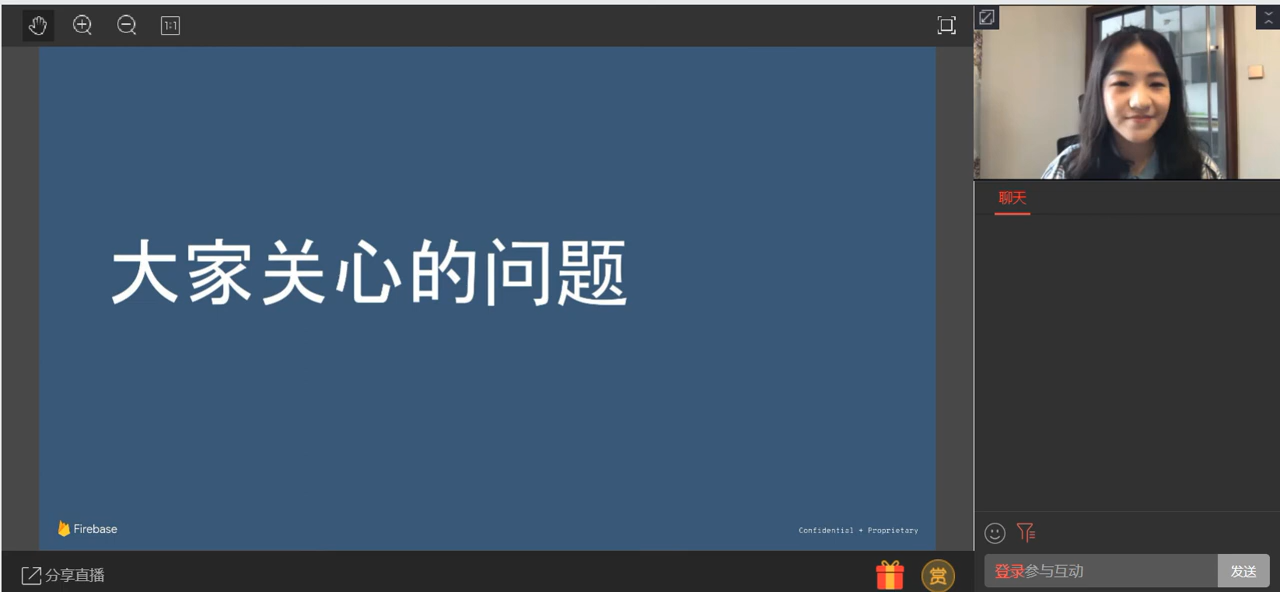 1:1
聊天
大家关心的问题
Firebase
Confidential + Proprietary
分享直播
赏
登录参与互动
发送